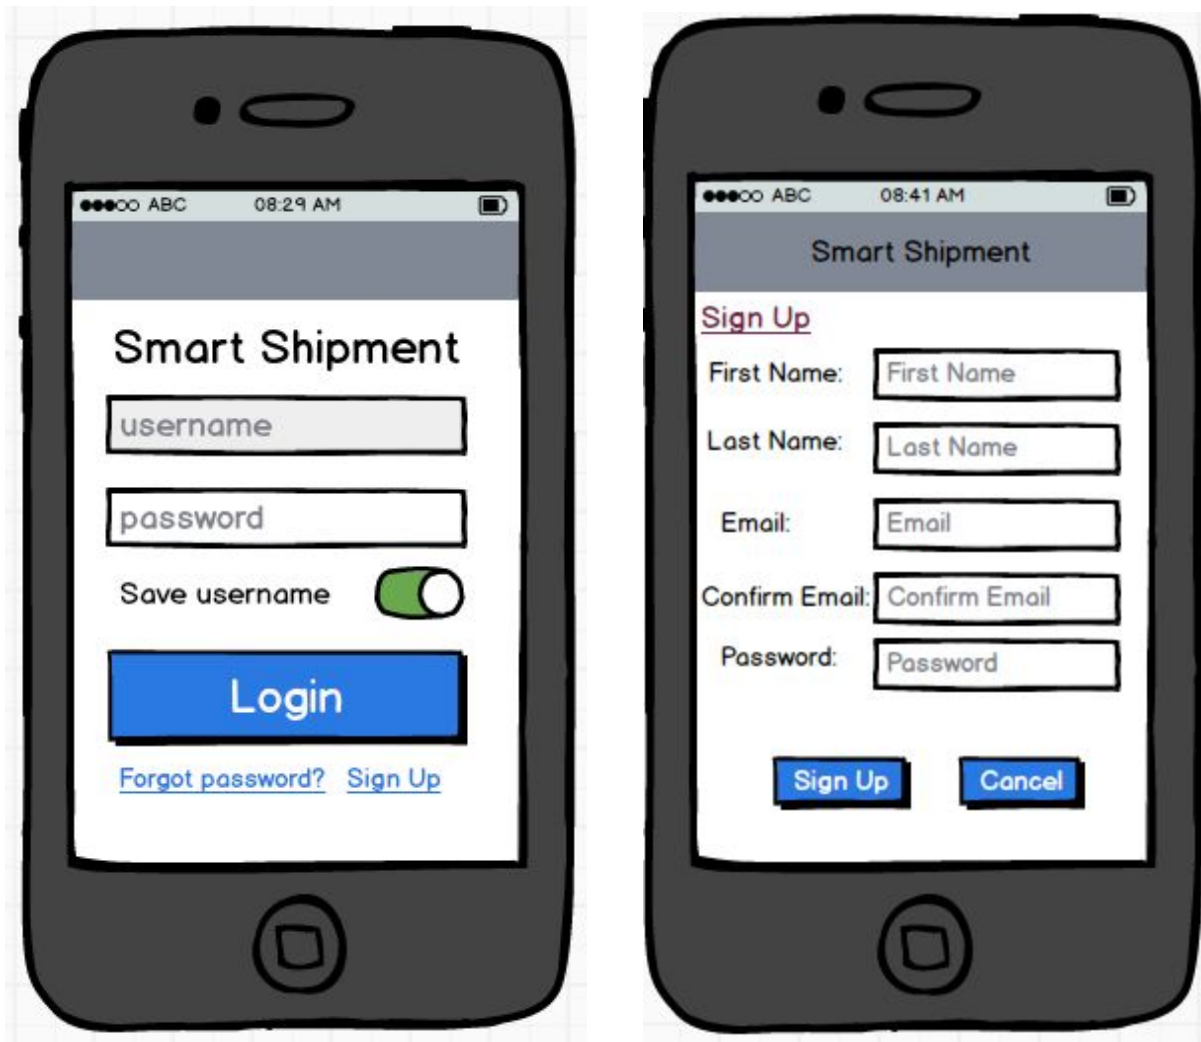 ABC 08:29 AM
Smart Shipment
username
password
Save username
Login
Forgot password? Sign Up
ABC 08:41 AM
Smart Shipment
Sign Up
First Name: First Name
Last Name: Last Name
Email: Email
Confirm Email: Confirm Email
Password: Password
Sign Up Cancel